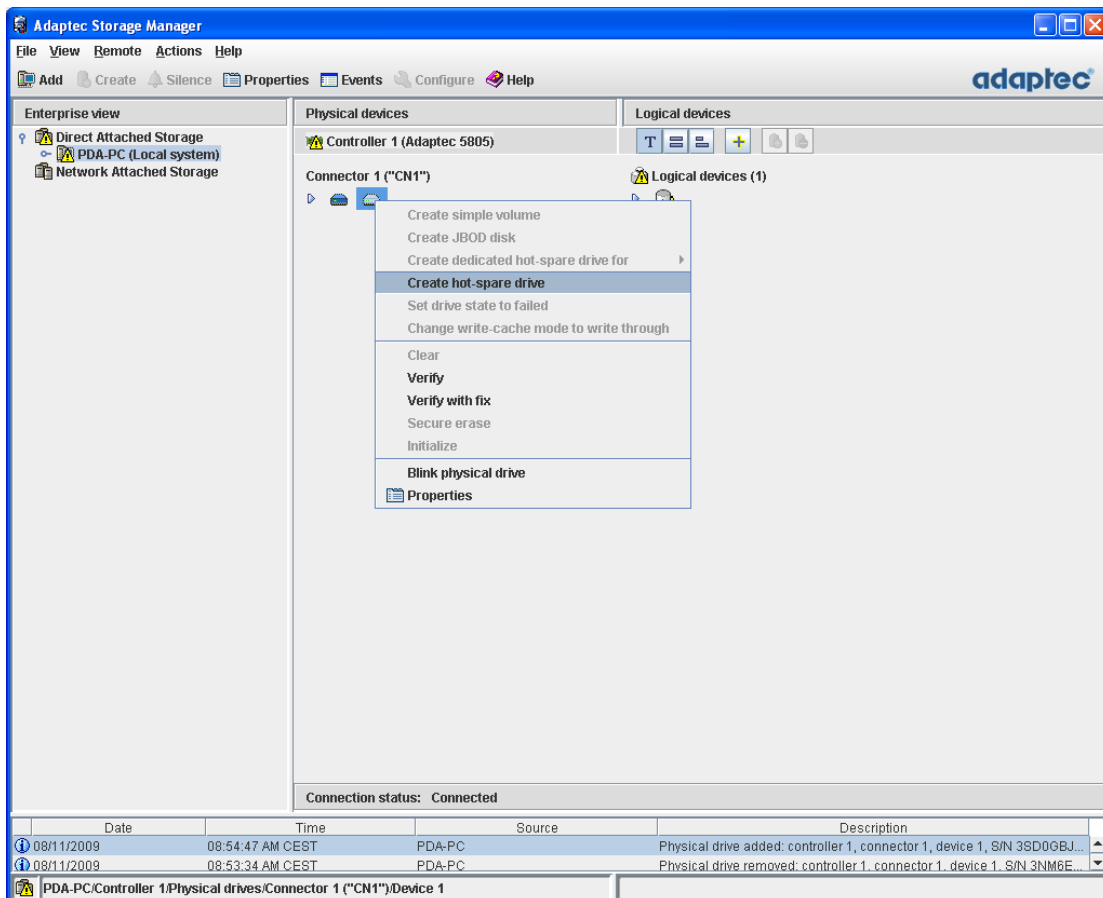 Adaptec Storage Manager
File View Remote Actions Help
Add Create Silence Properties Events Configure Help
adaptec
Enterprise view
Direct Attached Storage
PDA-PC (Local system)
Network Attached Storage
Physical devices
Controller 1 (Adaptec 5805)
Connector 1 ("CN1")
Logical devices
T
Logical devices (1)
Create simple volume
Create JBOD disk
Create dedicated hot-spare drive for
Create hot-spare drive
Set drive state to failed
Change write-cache mode to write through
Clear
Verify
Verify with fix
Secure erase
Initialize
Blink physical drive
Properties
Connection status: Connected
Date Time Source Description
08/11/2009 08:54:47 AM CEST PDA-PC Physical drive added: controller 1, connector 1, device 1, S/N 3SD0GBJ...
08/11/2009 08:53:34 AM CEST PDA-PC Physical drive removed: controller 1, connector 1, device 1, S/N 3NM6E...
PDA-PC/Controller 1/Physical drives/Connector 1 ("CN1")/Device 1